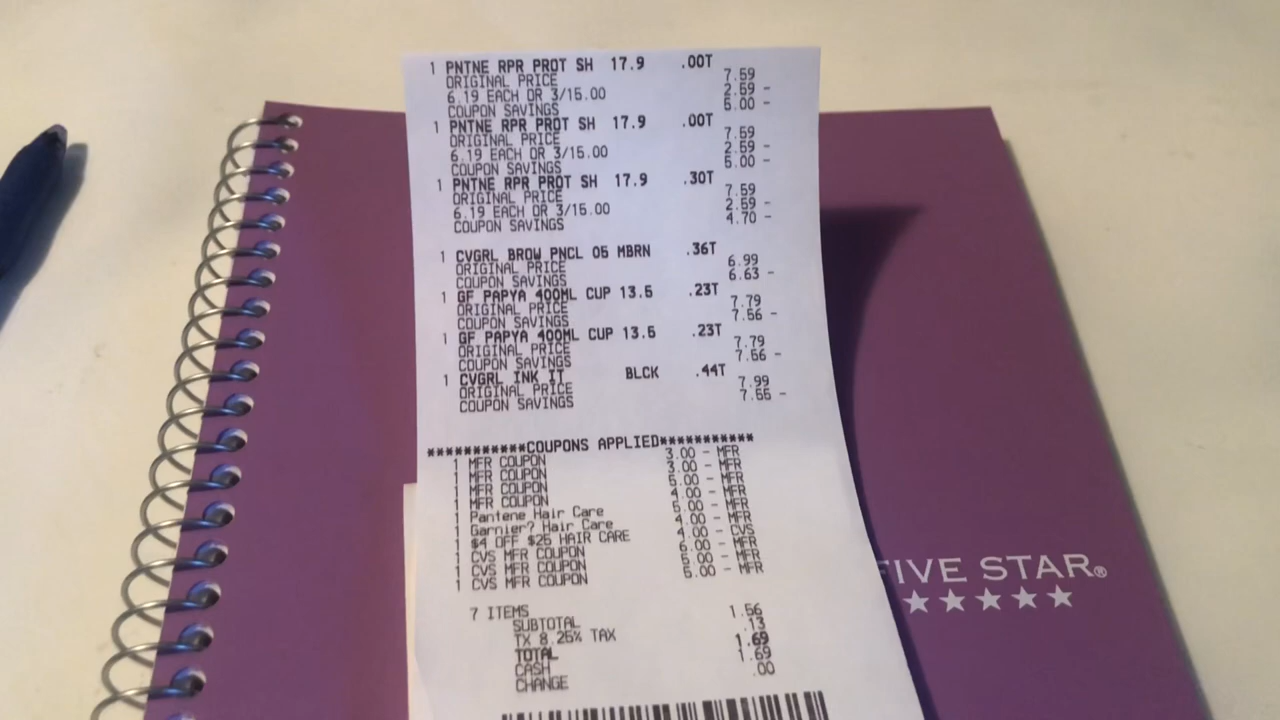 1 PNTNE RPR PROT SH 17.9 .00T
ORIGINAL PRICE 7.59
6.19 EACH OR 3/15.00 2.59 -
COUPON SAVINGS 5.00 -
1 PNTNE RPR PROT SH 17.9 .00T
ORIGINAL PRICE 7.59
6.19 EACH OR 3/15.00 2.59 -
COUPON SAVINGS 5.00 -
1 PNTNE RPR PROT SH 17.9 .30T
ORIGINAL PRICE 7.59
6.19 EACH OR 3/15.00 2.59 -
COUPON SAVINGS 4.70 -
1 CVGRL BROW PNCL 05 MBRN .36T
ORIGINAL PRICE 6.99
COUPON SAVINGS 6.63 -
1 GF PAPYA 400ML CUP 13.5 .23T
ORIGINAL PRICE 7.79
COUPON SAVINGS 7.56 -
1 GF PAPYA 400ML CUP 13.5 .23T
ORIGINAL PRICE 7.79
COUPON SAVINGS 7.56 -
1 CVGRL INK IT BLCK .44T
ORIGINAL PRICE 7.99
COUPON SAVINGS 7.55 -
***********COUPONS APPLIED***********
1 MFR COUPON 3.00 - MFR
1 MFR COUPON 3.00 - MFR
1 MFR COUPON 5.00 - MFR
1 MFR COUPON 4.00 - MFR
1 Pantene Hair Care 5.00 - MFR
1 Garnier? Hair Care 4.00 - MFR
1 $4 OFF $25 HAIR CARE 4.00 - CVS
1 CVS MFR COUPON 6.00 - MFR
1 CVS MFR COUPON 5.00 - MFR
1 CVS MFR COUPON 5.00 - MFR
7 ITEMS
SUBTOTAL 1.56
TX 8.25% TAX .13
TOTAL 1.69
CASH 1.69
CHANGE .00
FIVE STAR®